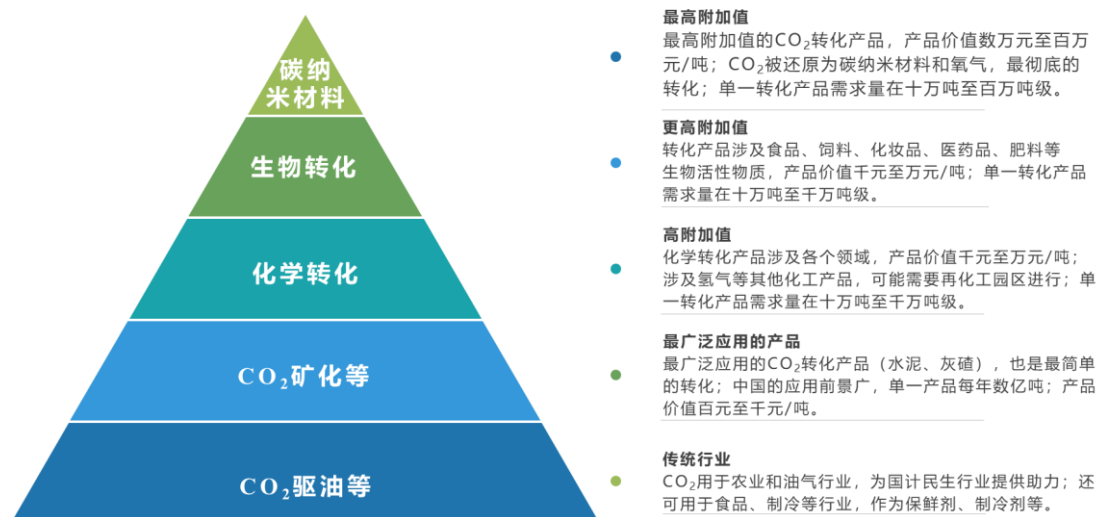 碳纳
米材料
生物转化
化学转化
CO₂矿化等
CO₂驱油等
最高附加值
最高附加值的CO₂转化产品，产品价值数万元至百万
元/吨；CO₂被还原为碳纳米材料和氧气，最彻底的
转化；单一转化产品需求量在十万吨至百万吨级。
更高附加值
转化产品涉及食品、饲料、化妆品、医药品、肥料等
生物活性物质，产品价值千元至万元/吨；单一转化产品
需求量在十万吨至千万吨级。
高附加值
化学转化产品涉及各个领域，产品价值千元至万元/吨；
涉及氢气等其他化工产品，可能需要再化工园区进行；单
一转化产品需求量在十万吨至千万吨级。
最广泛应用的产品
最广泛应用的CO₂转化产品（水泥、灰碴），也是最简单
的转化；中国的应用前景广，单一产品每年数亿吨；产品
价值百元至千元/吨。
传统行业
CO₂用于农业和油气行业，为国计民生行业提供助力；还
可用于食品、制冷等行业，作为保鲜剂、制冷剂等。